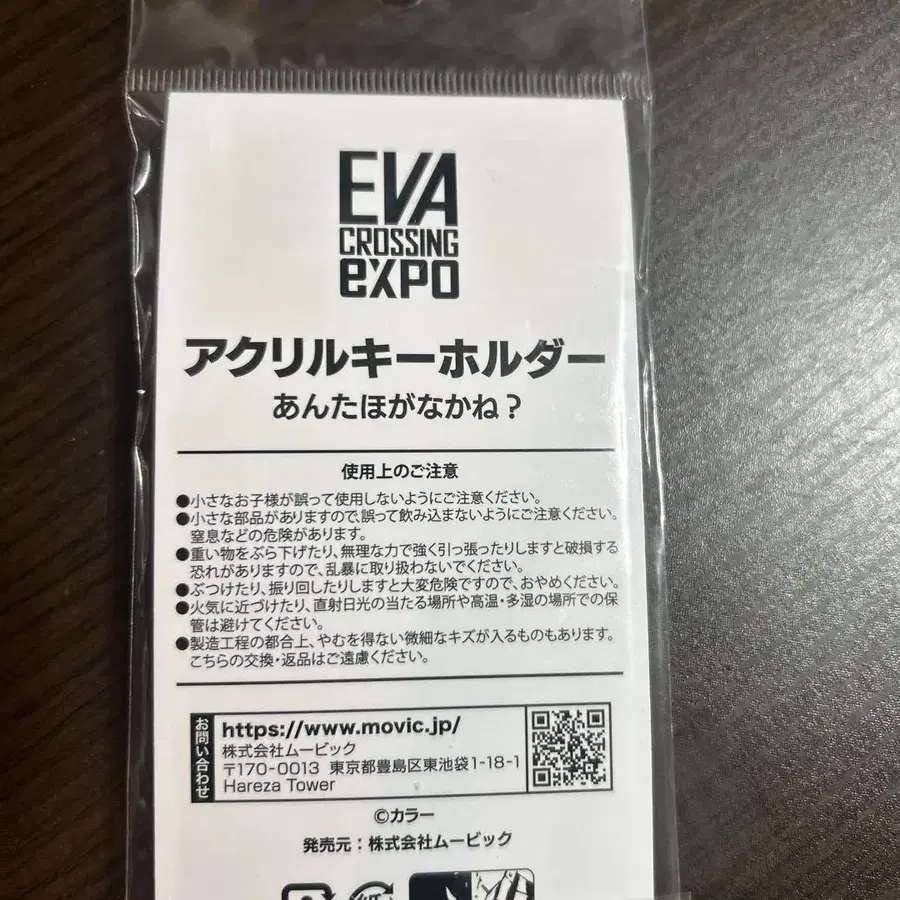 EVA
CROSSING
eXPO
アクリルキーホルダー
あんたほがなかね?
使用上のご注意
●小さなお子様が誤って使用しないようにご注意ください。
●小さな部品がありますので、誤って飲み込まないようにご注意ください。
窒息などの危険があります。
●重い物をぶら下げたり、無理な力で強く引っ張ったりしますと破損する
恐れがありますので、乱暴に取り扱わないでください。
●ぶつけたり、振り回したりしますと大変危険ですので、おやめください。
●火気に近づけたり、直射日光の当たる場所や高温・多湿の場所での保
管は避けてください。
●製造工程の都合上、やむを得ない微細なキズが入るものもあります。
こちらの交換・返品はご遠慮ください。
お問い合わせ
https://www.movic.jp/
株式会社ムービック
〒170-0013 東京都豊島区東池袋1-18-1
Hareza Tower
©カラー
発売元:株式会社ムービック